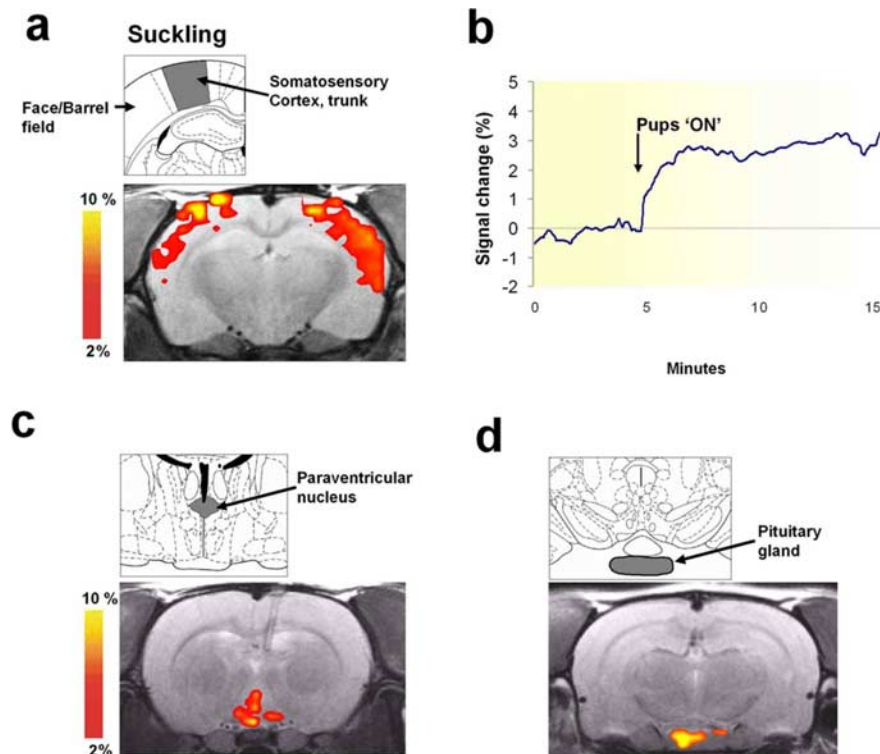 a
Suckling
Somatosensory
Cortex, trunk
Face/Barrel
field
10 %
2%
b
Signal change (%)
5
4
3
2
1
0
-1
-2
Pups ‘ON’
0
5
10
15
Minutes
c
Paraventricular
nucleus
10 %
2%
d
Pituitary
gland